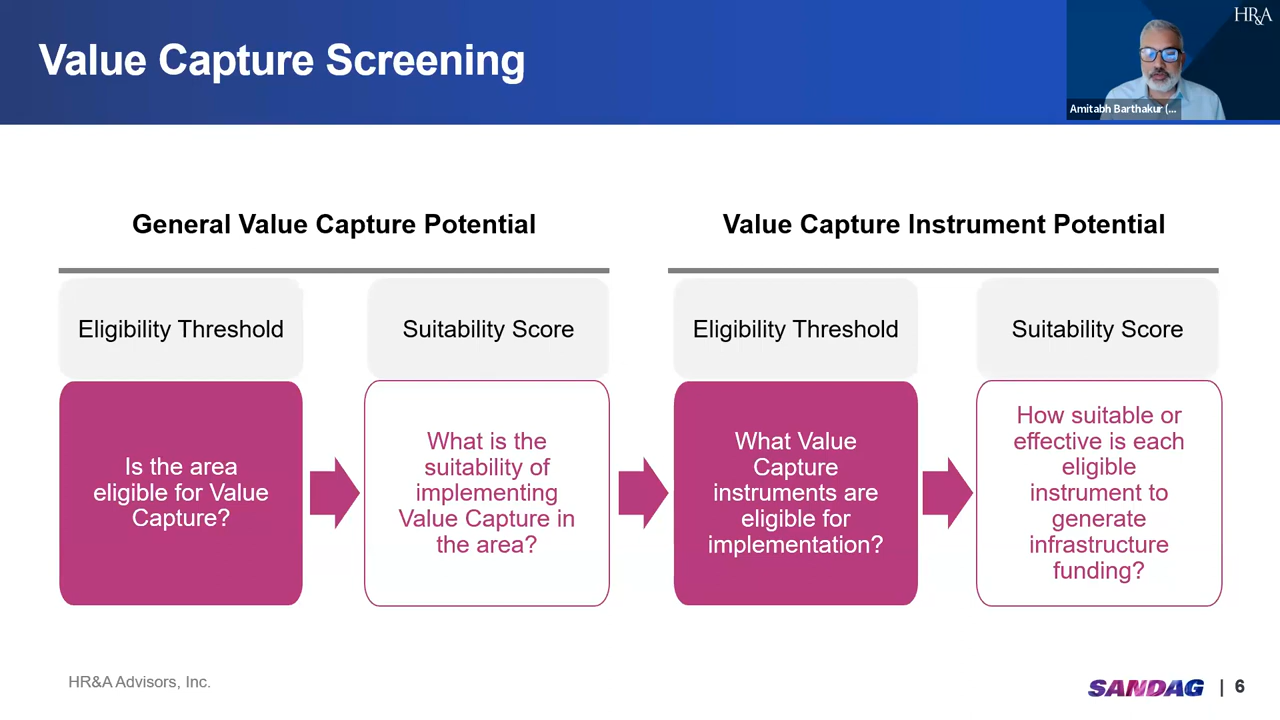 Value Capture Screening
HR&A
Amitabh Barthakur (...
General Value Capture Potential
Value Capture Instrument Potential
Eligibility Threshold
Suitability Score
Eligibility Threshold
Suitability Score
Is the area
eligible for Value
Capture?
What is the
suitability of
implementing
Value Capture in
the area?
What Value
Capture
instruments are
eligible for
implementation?
How suitable or
effective is each
eligible
instrument to
generate
infrastructure
funding?
HR&A Advisors, Inc.
SANDAG | 6